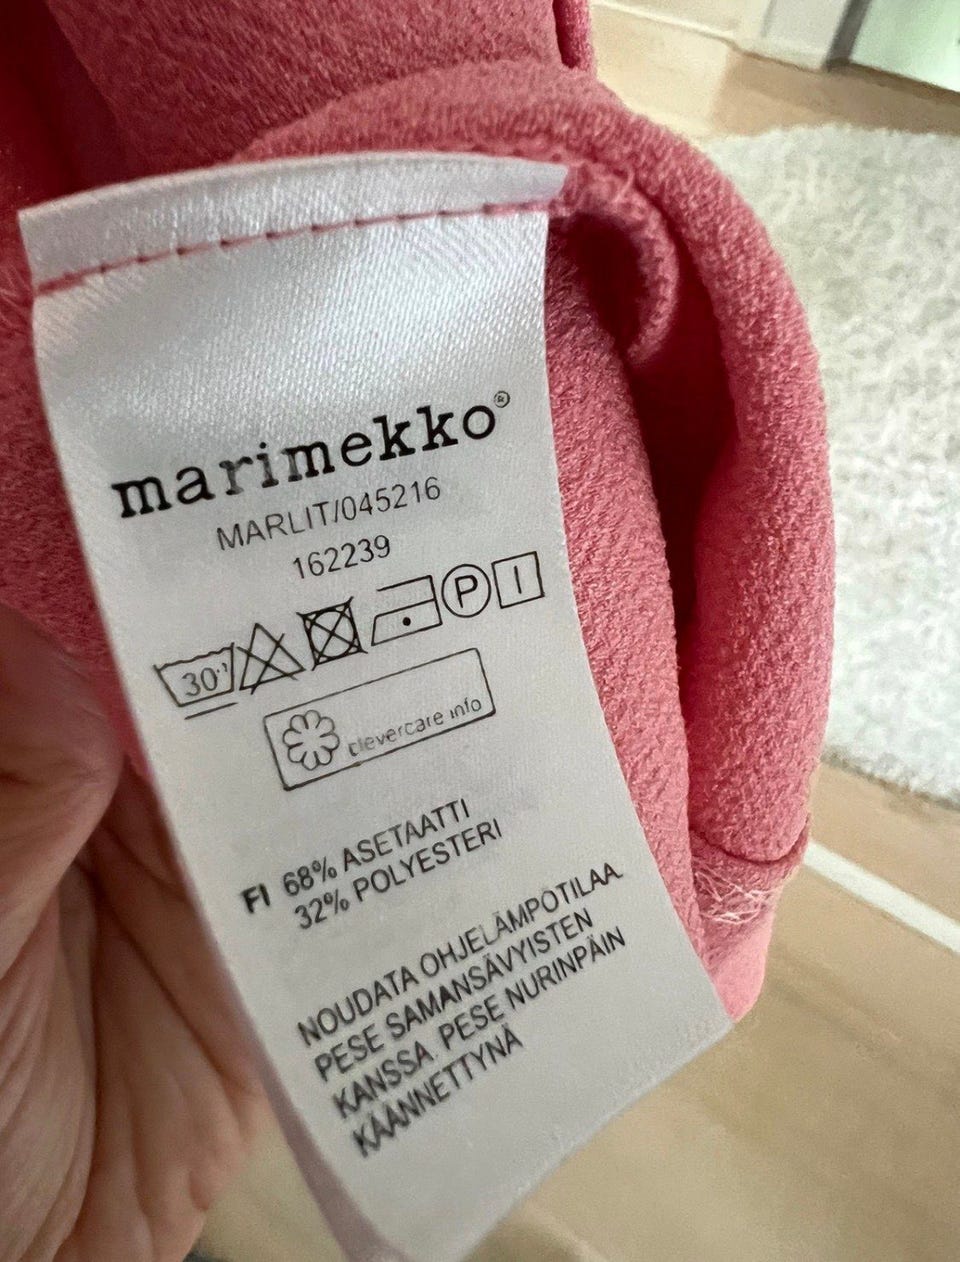 marimekko®
MARLIT/045216
162239
30° P
clevercare info
FI 68% ASETAATTI
32% POLYESTERI
NOUDATA OHJELÄMPÖTILAA.
PESE SAMANSÄVYISTEN
KANSSA. PESE NURINPÄIN
KÄÄNNETTYNÄ